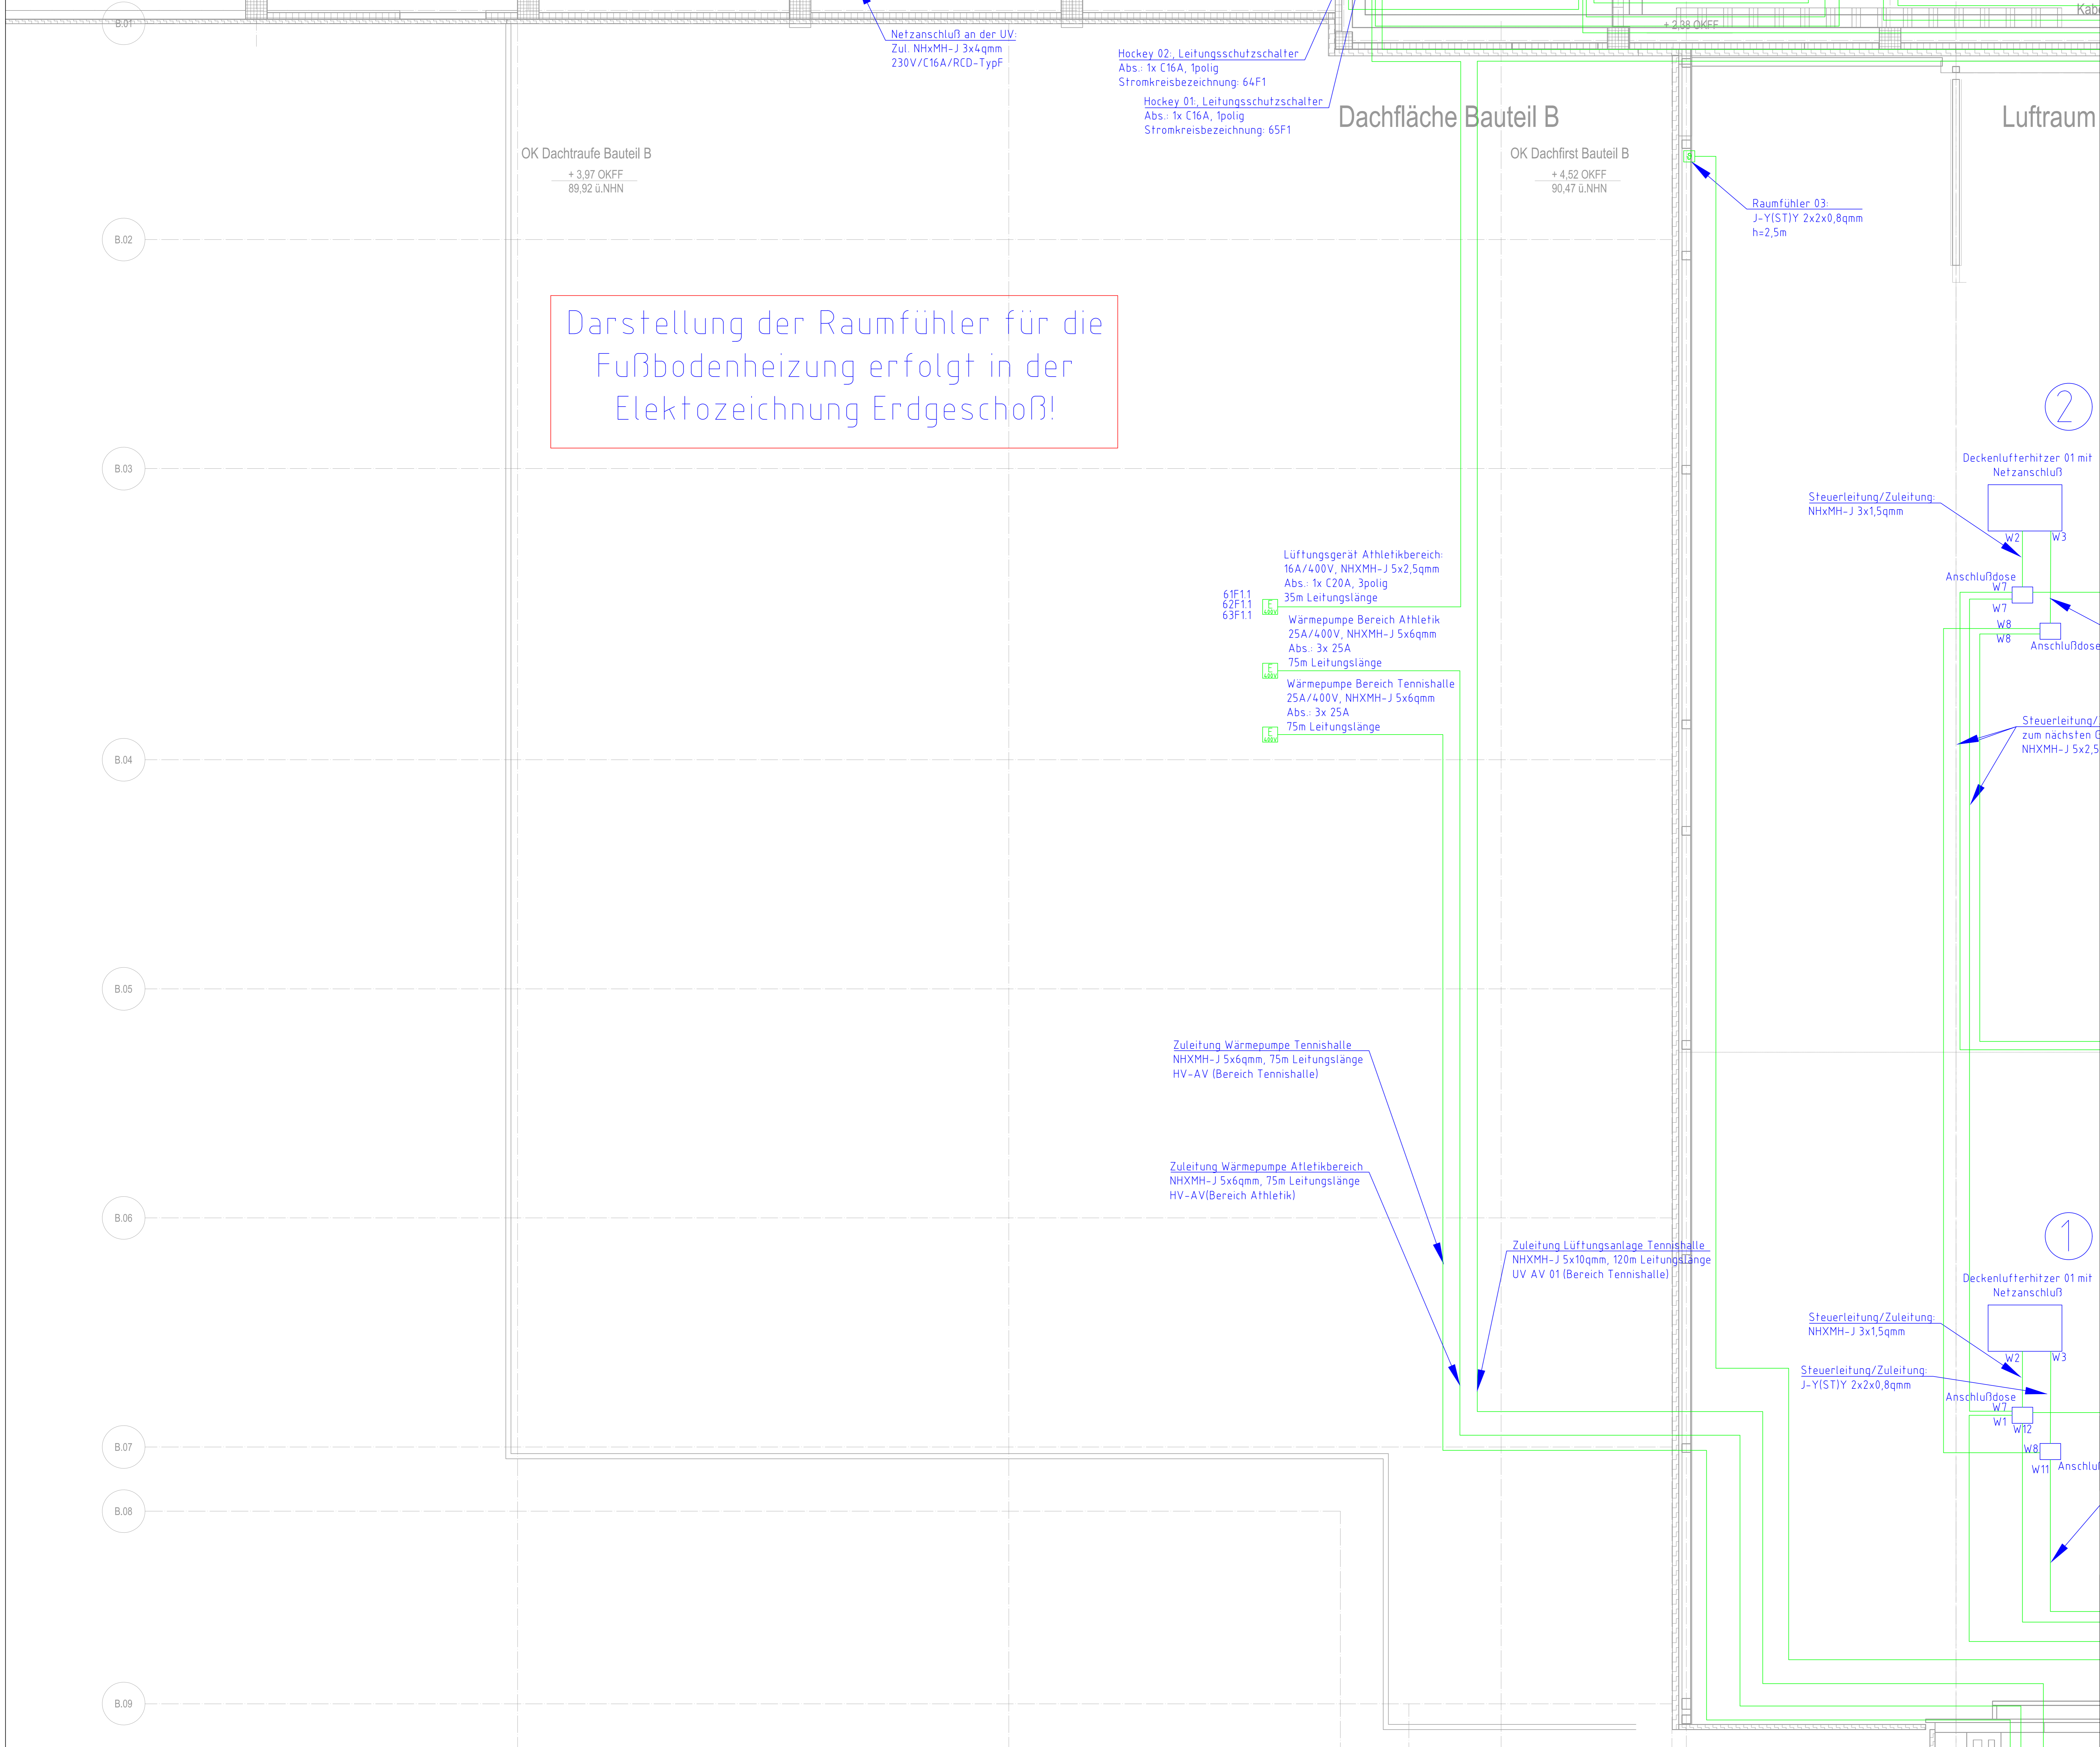 B.01
Netzanschluß an der UV:
Zul. NHxMH-J 3x4qmm
230V/C16A/RCD-TypF
Hockey 02:, Leitungsschutzschalter
Abs.: 1x C16A, 1polig
Stromkreisbezeichnung: 64F1
Hockey 01:, Leitungsschutzschalter
Abs.: 1x C16A, 1polig
Stromkreisbezeichnung: 65F1
+ 2,38 OKFF
Dachfläche Bauteil B
Luftraum
OK Dachtraufe Bauteil B
+ 3,97 OKFF
89,92 ü.NHN
OK Dachfirst Bauteil B
+ 4,52 OKFF
90,47 ü.NHN
Raumfühler 03:
J-Y(ST)Y 2x2x0,8qmm
h=2,5m
B.02
Darstellung der Raumfühler für die
Fußbodenheizung erfolgt in der
Elektozeichnung Erdgeschoß!
2
B.03
Deckenlufterhitzer 01 mit
Netzanschluß
Steuerleitung/Zuleitung:
NHxMH-J 3x1,5qmm
W2
W3
Anschlußdose
W7
W7
W8
W8
Anschlußdose
Lüftungsgerät Athletikbereich:
16A/400V, NHXMH-J 5x2,5qmm
Abs.: 1x C20A, 3polig
35m Leitungslänge
61F1.1
62F1.1
63F1.1
E
400V
Wärmepumpe Bereich Athletik
25A/400V, NHXMH-J 5x6qmm
Abs.: 3x 25A
75m Leitungslänge
E
400V
Wärmepumpe Bereich Tennishalle
25A/400V, NHXMH-J 5x6qmm
Abs.: 3x 25A
75m Leitungslänge
E
400V
Steuerleitung/
zum nächsten
NHXMH-J 5x2,5
B.04
B.05
Zuleitung Wärmepumpe Tennishalle
NHXMH-J 5x6qmm, 75m Leitungslänge
HV-AV (Bereich Tennishalle)
Zuleitung Wärmepumpe Atletikbereich
NHXMH-J 5x6qmm, 75m Leitungslänge
HV-AV(Bereich Athletik)
B.06
Zuleitung Lüftungsanlage Tennishalle
NHXMH-J 5x10qmm, 120m Leitungslänge
UV AV 01 (Bereich Tennishalle)
1
Deckenlufterhitzer 01 mit
Netzanschluß
Steuerleitung/Zuleitung:
NHXMH-J 3x1,5qmm
W2
W3
Steuerleitung/Zuleitung:
J-Y(ST)Y 2x2x0,8qmm
Anschlußdose
W7
W1
W12
W8
W11
B.07
B.08
B.09